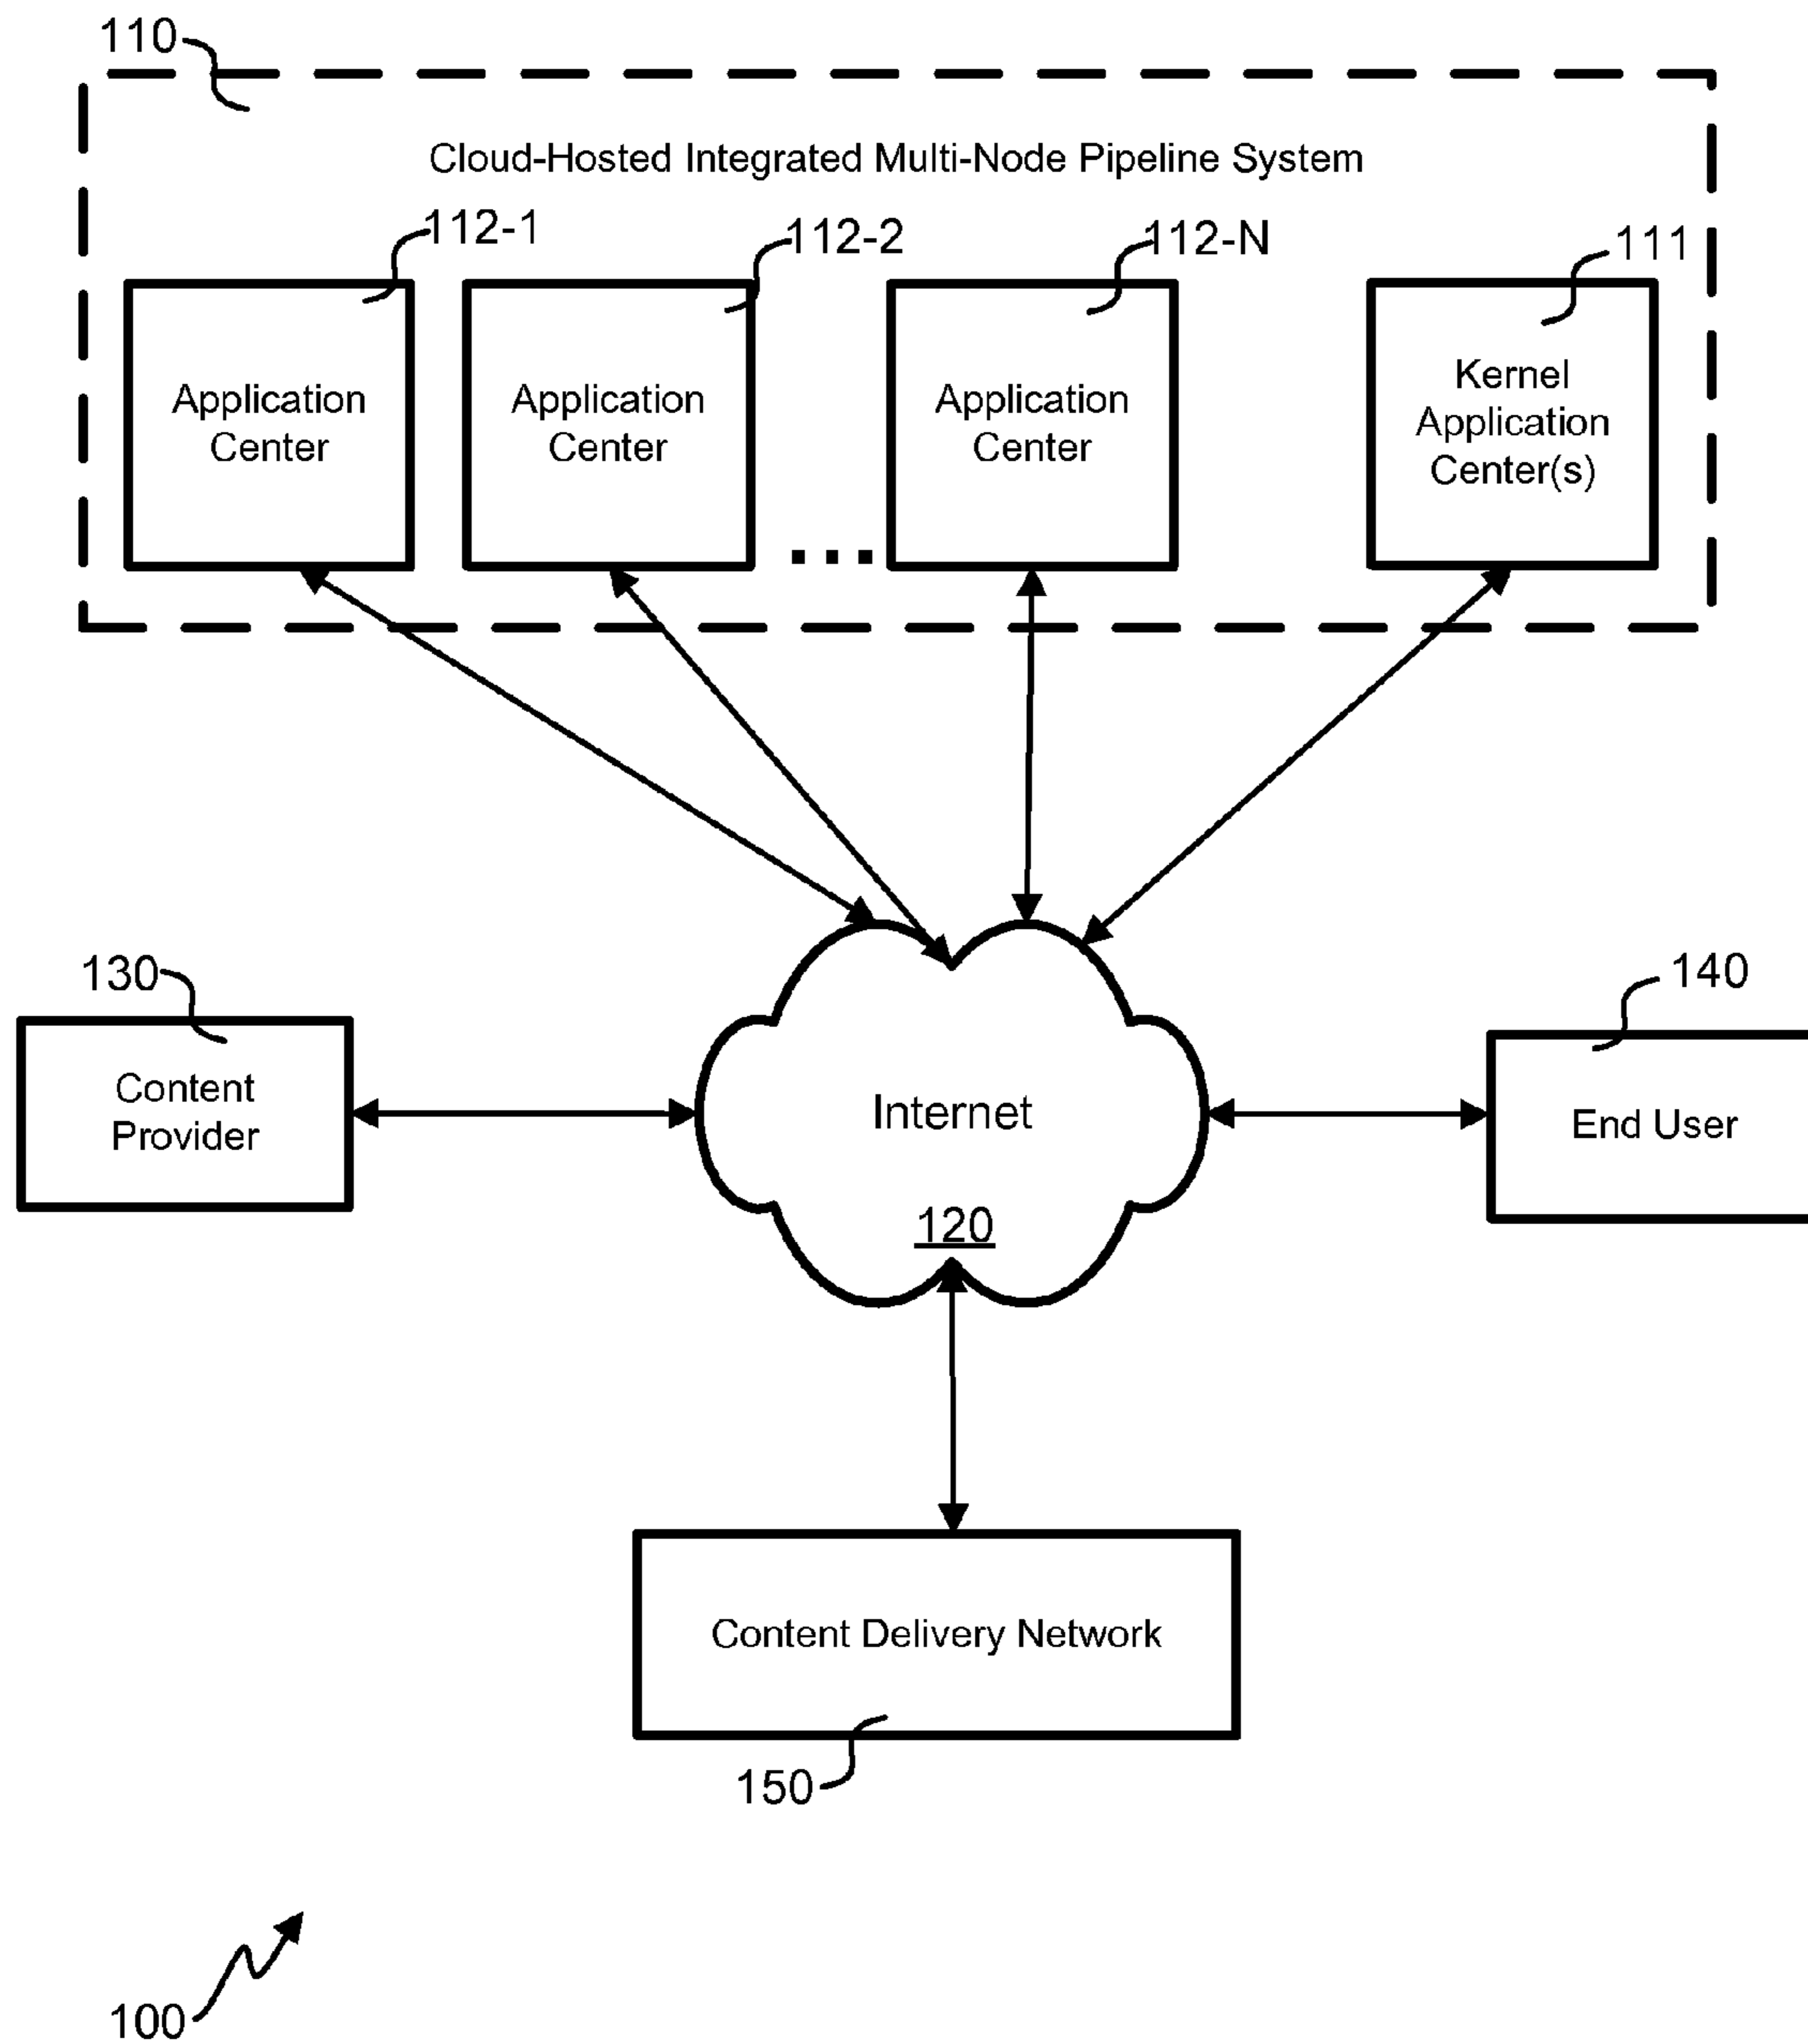 110
Cloud-Hosted Integrated Multi-Node Pipeline System
112-1
112-2
112-N
111
Application
Center
Application
Center
...
Application
Center
Kernel
Application
Center(s)
130
Content
Provider
Internet
120
140
End User
Content Delivery Network
150
100